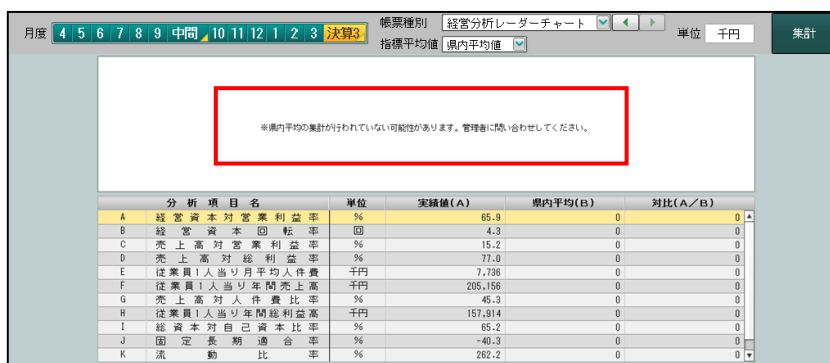 月度 4 5 6 7 8 9 中間 10 11 12 1 2 3 決算3 帳票種別 経営分析レーダーチャート 単位 千円 集計
指標平均値 県内平均値
※県内平均の集計が行われていない可能性があります。管理者に問い合わせしてください。
分析項目名 単位 実績値(A) 県内平均(B) 対比(A/B)
A 経営資本対営業利益率 % 65.9 0 0
B 経営資本回転率 回 4.3 0 0
C 売上高対営業利益率 % 15.2 0 0
D 売上高対総利益率 % 77.0 0 0
E 従業員1人当り月平均人件費 千円 7,736 0 0
F 従業員1人当り年間売上高 千円 205,156 0 0
G 売上高対人件費比率 % 45.3 0 0
H 従業員1人当り年間総利益高 千円 157,914 0 0
I 総資本対自己資本比率 % 65.2 0 0
J 固定長期適合率 % -40.3 0 0
K 流動比率 % 262.2 0 0